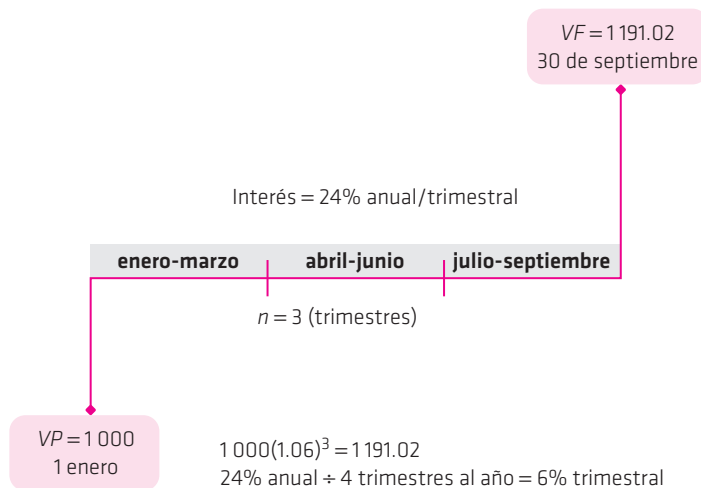 VF = 1 191.02
30 de septiembre
Interés = 24% anual/trimestral
enero-marzo abril-junio julio-septiembre
n = 3 (trimestres)
VP = 1 000
1 enero
1 000(1.06)³ = 1 191.02
24% anual ÷ 4 trimestres al año = 6% trimestral